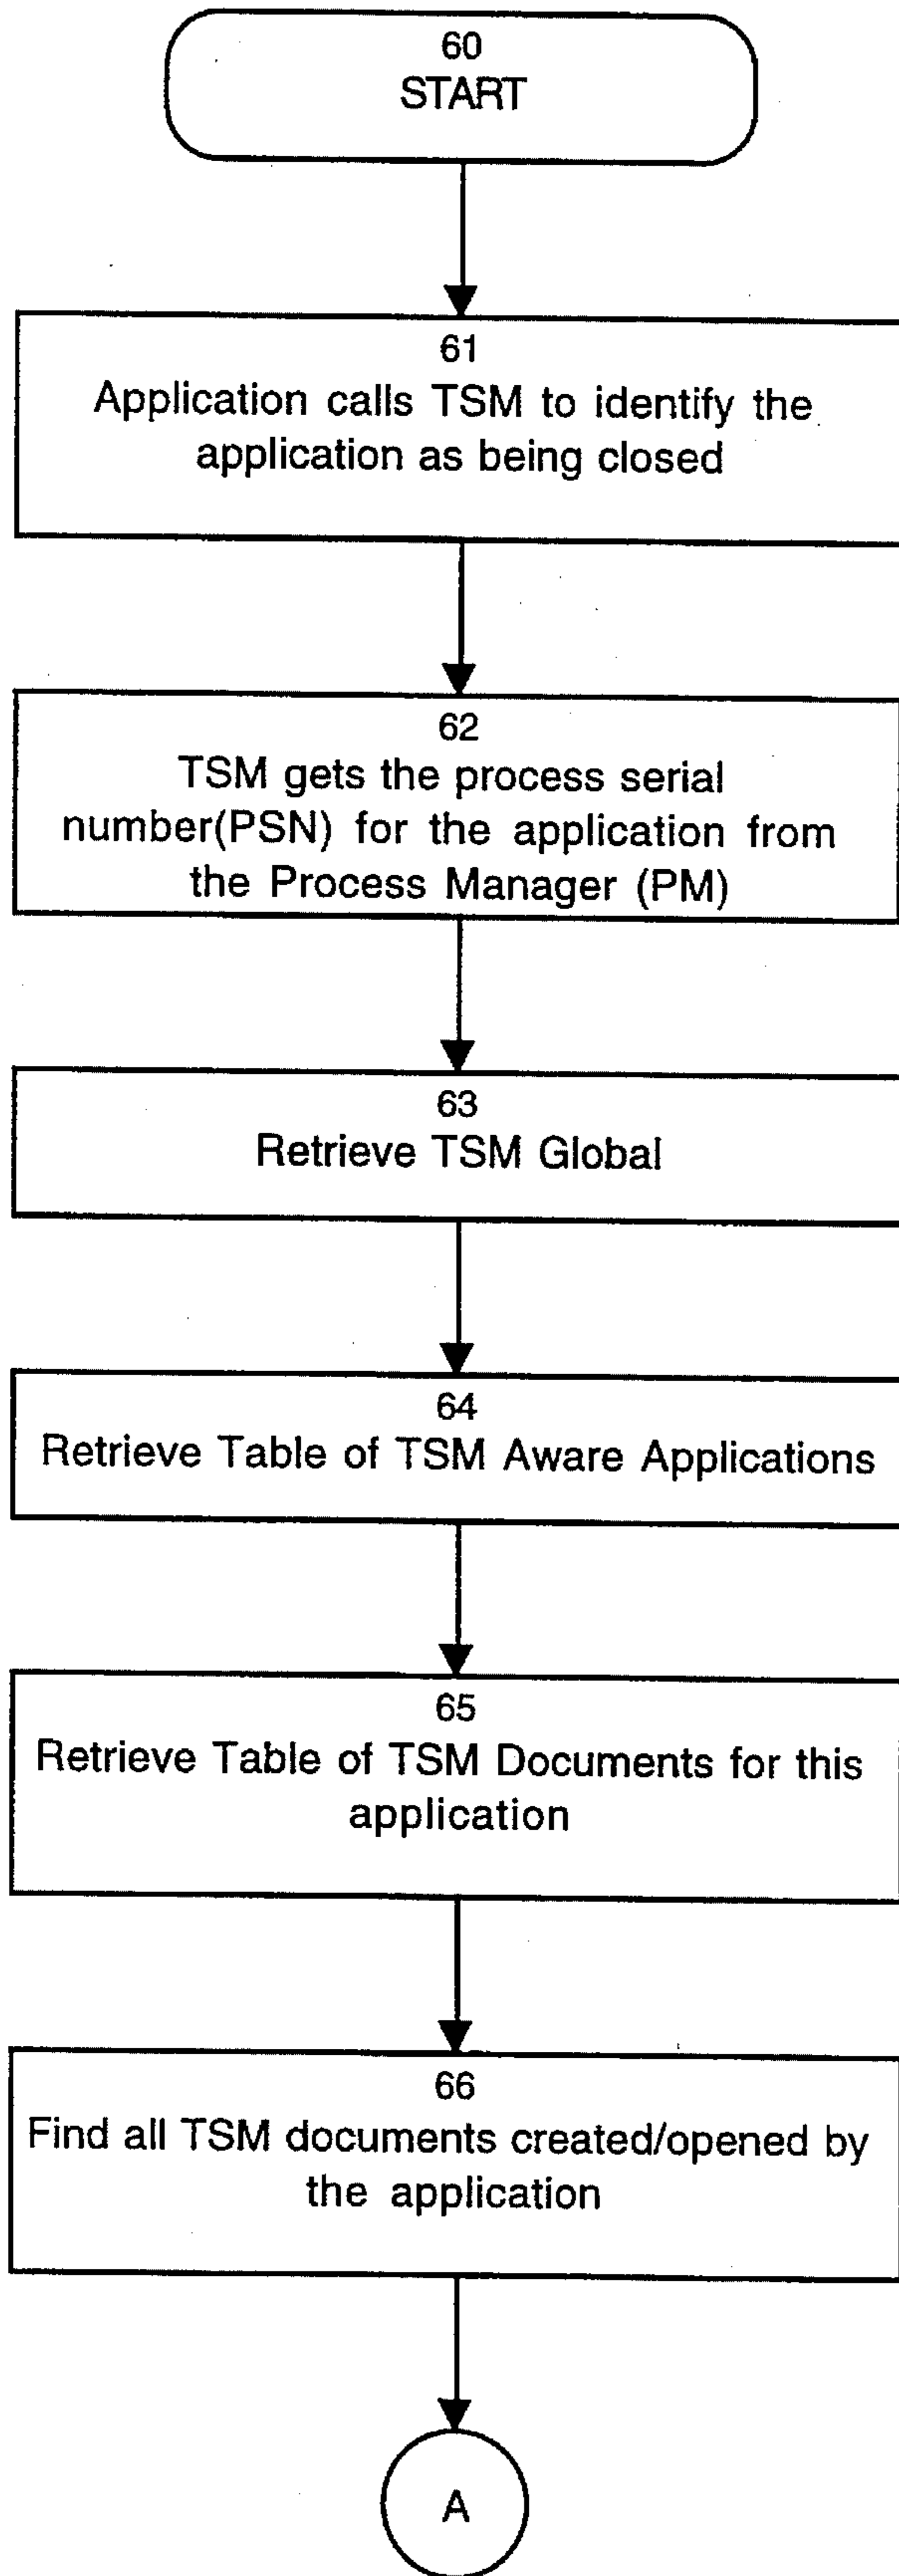 60
START
61
Application calls TSM to identify the
application as being closed
62
TSM gets the process serial
number(PSN) for the application from
the Process Manager (PM)
63
Retrieve TSM Global
64
Retrieve Table of TSM Aware Applications
65
Retrieve Table of TSM Documents for this
application
66
Find all TSM documents created/opened by
the application
A